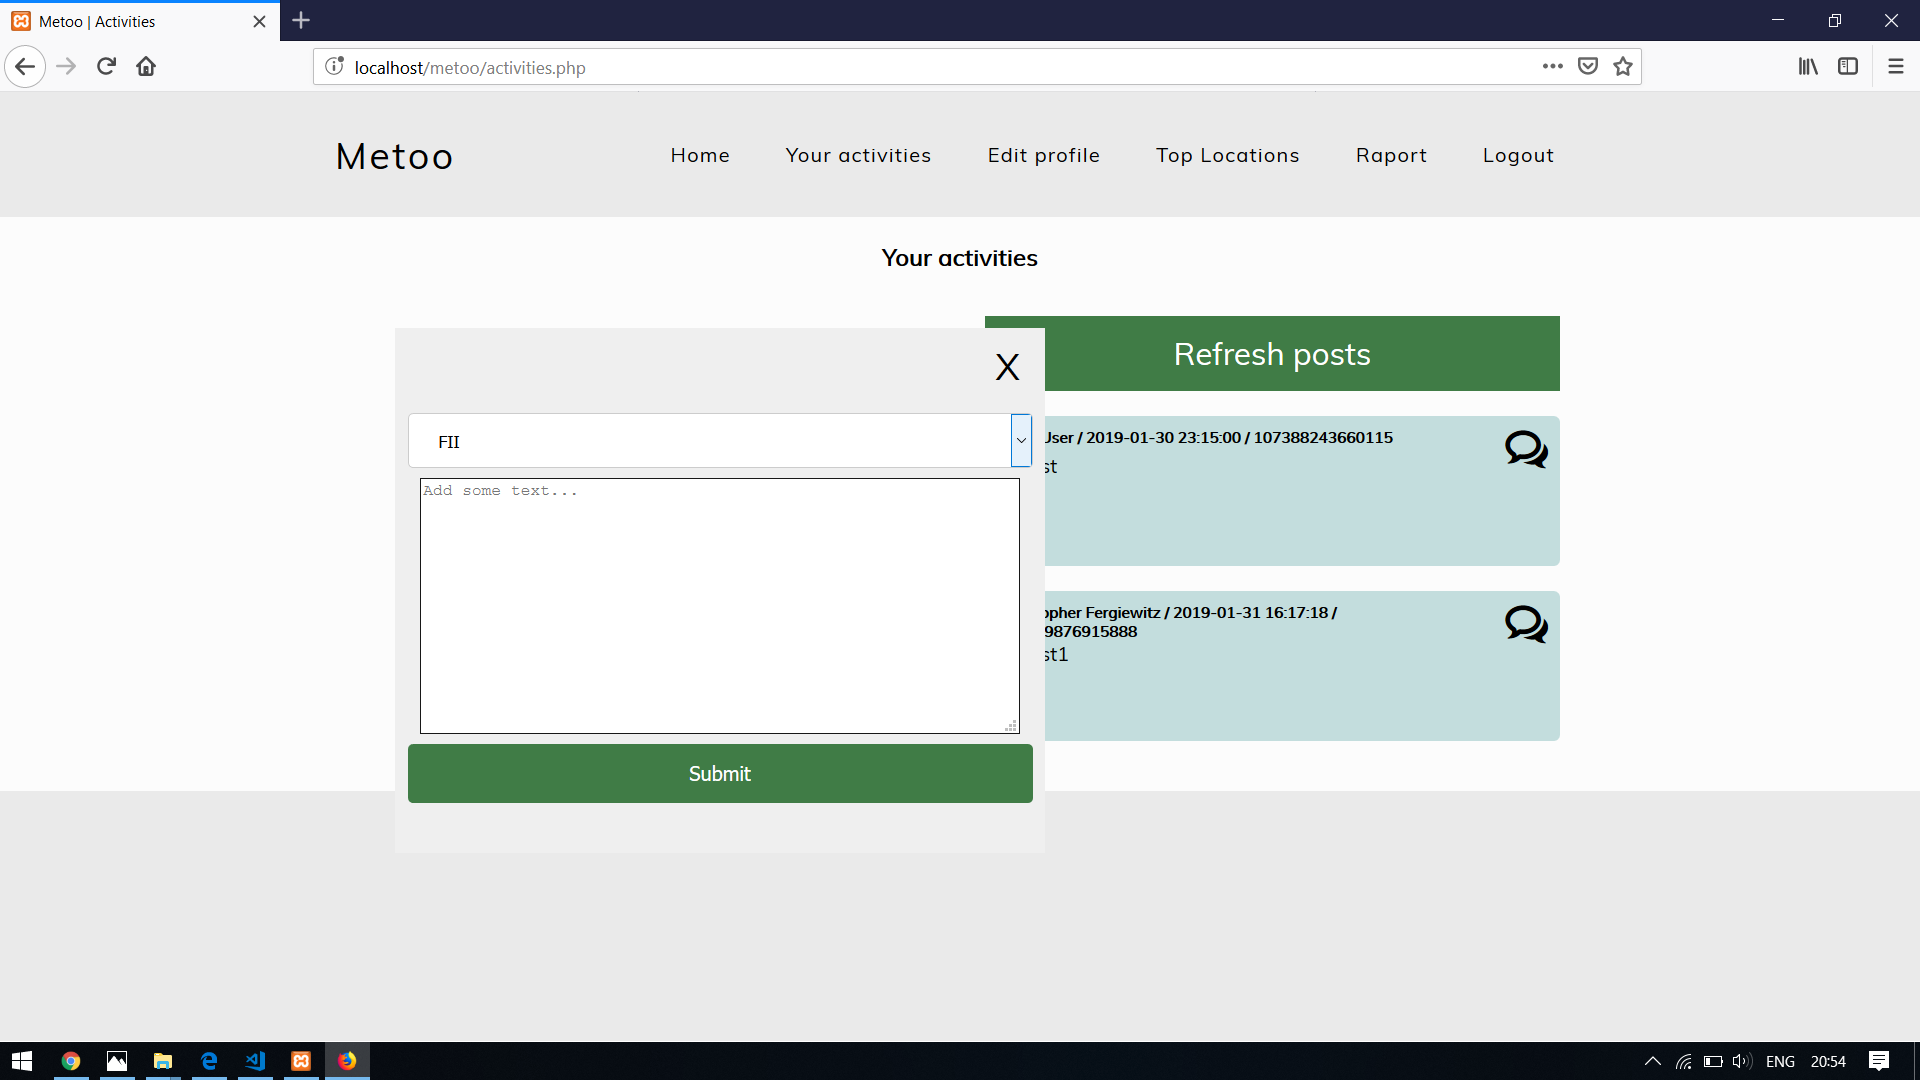 Metoo | Activities
localhost/metoo/activities.php
Metoo
Home
Your activities
Edit profile
Top Locations
Raport
Logout
Your activities
X
FII
Add some text...
Submit
Refresh posts
User / 2019-01-30 23:15:00 / 107388243660115
st
opher Fergiewitz / 2019-01-31 16:17:18 /
9876915888
st1
ENG
20:54